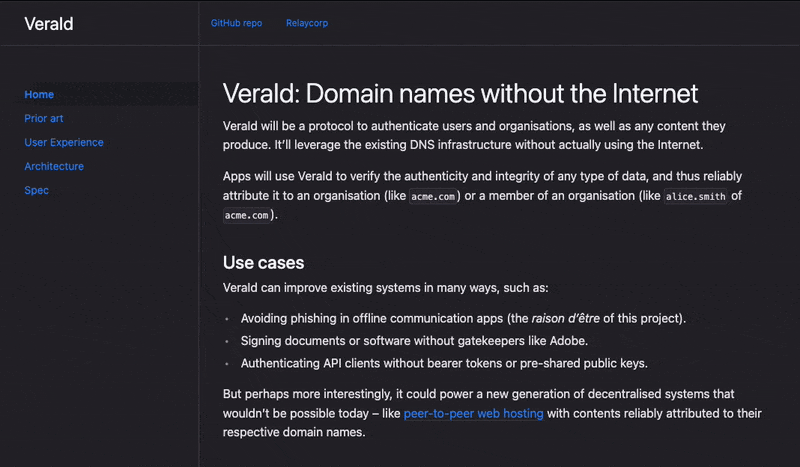 Verald
GitHub repo
Relaycorp
Home
Prior art
User Experience
Architecture
Spec
Verald: Domain names without the Internet
Verald will be a protocol to authenticate users and organisations, as well as any content they
produce. It’ll leverage the existing DNS infrastructure without actually using the Internet.
Apps will use Verald to verify the authenticity and integrity of any type of data, and thus reliably
attribute it to an organisation (like acme.com) or a member of an organisation (like alice.smith of
acme.com).
Use cases
Verald can improve existing systems in many ways, such as:
• Avoiding phishing in offline communication apps (the raison d’être of this project).
• Signing documents or software without gatekeepers like Adobe.
• Authenticating API clients without bearer tokens or pre-shared public keys.
But perhaps more interestingly, it could power a new generation of decentralised systems that
wouldn’t be possible today – like peer-to-peer web hosting with contents reliably attributed to their
respective domain names.